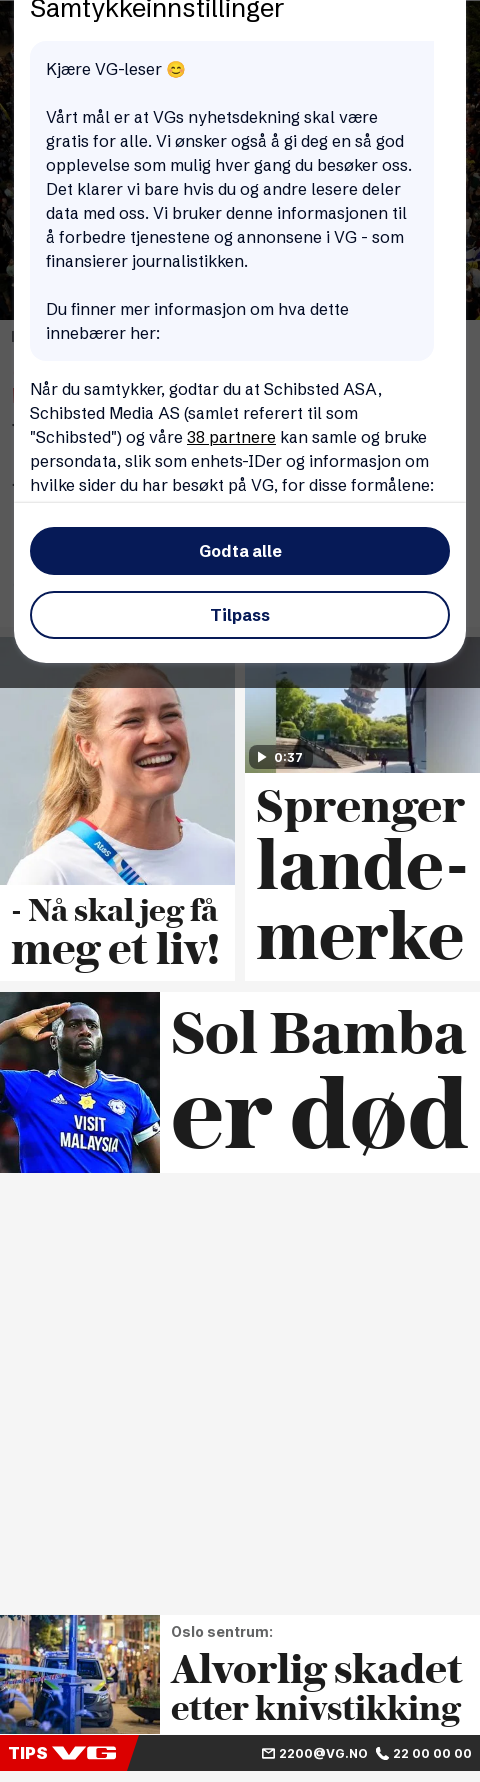 Samtykkeinnstillinger
Kjære VG-leser 😊
Vårt mål er at VGs nyhetsdekning skal være
gratis for alle. Vi ønsker også å gi deg en så god
opplevelse som mulig hver gang du besøker oss.
Det klarer vi bare hvis du og andre lesere deler
data med oss. Vi bruker denne informasjonen til
å forbedre tjenestene og annonsene i VG - som
finansierer journalistikken.
Du finner mer informasjon om hva dette
innebærer her:
Når du samtykker, godtar du at Schibsted ASA,
Schibsted Media AS (samlet referert til som
"Schibsted") og våre 38 partnere kan samle og bruke
persondata, slik som enhets-IDer og informasjon om
hvilke sider du har besøkt på VG, for disse formålene:
Godta alle
Tilpass
AtoS
- Nå skal jeg få
meg et liv!
0:37
Sprenger
lande-
merke
VISIT
MALAYSIA
Sol Bamba
er død
Oslo sentrum:
Alvorlig skadet
etter knivstikking
TIPS VG
2200@VG.NO
22 00 00 00